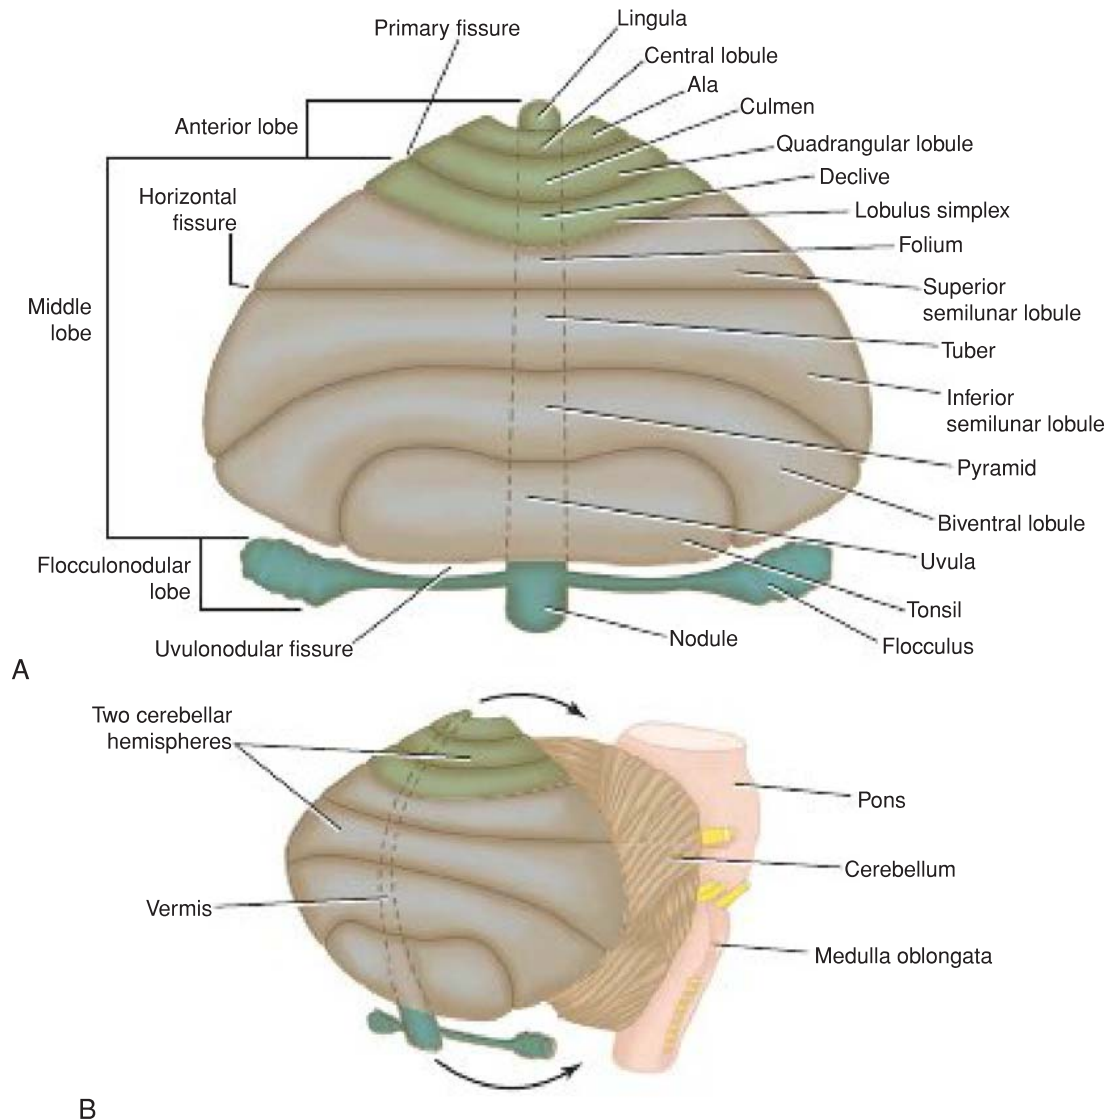 Primary fissure
Lingula
Central lobule
Ala
Culmen
Anterior lobe
Quadrangular lobule
Declive
Horizontal
fissure
Lobulus simplex
Folium
Superior
semilunar lobule
Middle
lobe
Tuber
Inferior
semilunar lobule
Pyramid
Biventral lobule
Uvula
Flocculonodular
lobe
Tonsil
Nodule
Flocculus
Uvulonodular fissure
A
Two cerebellar
hemispheres
Pons
Cerebellum
Vermis
Medulla oblongata
B